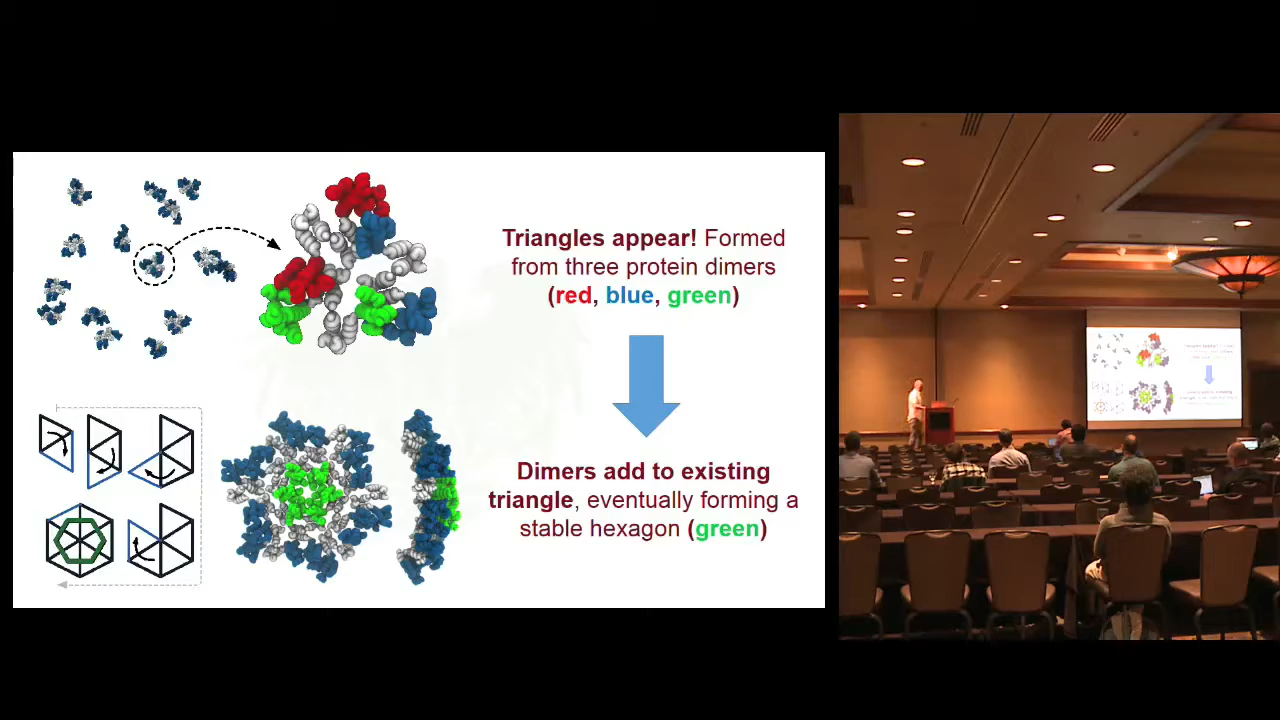 Triangles appear! Formed
from three protein dimers
(red, blue, green)
Dimers add to existing
triangle, eventually forming a
stable hexagon (green)